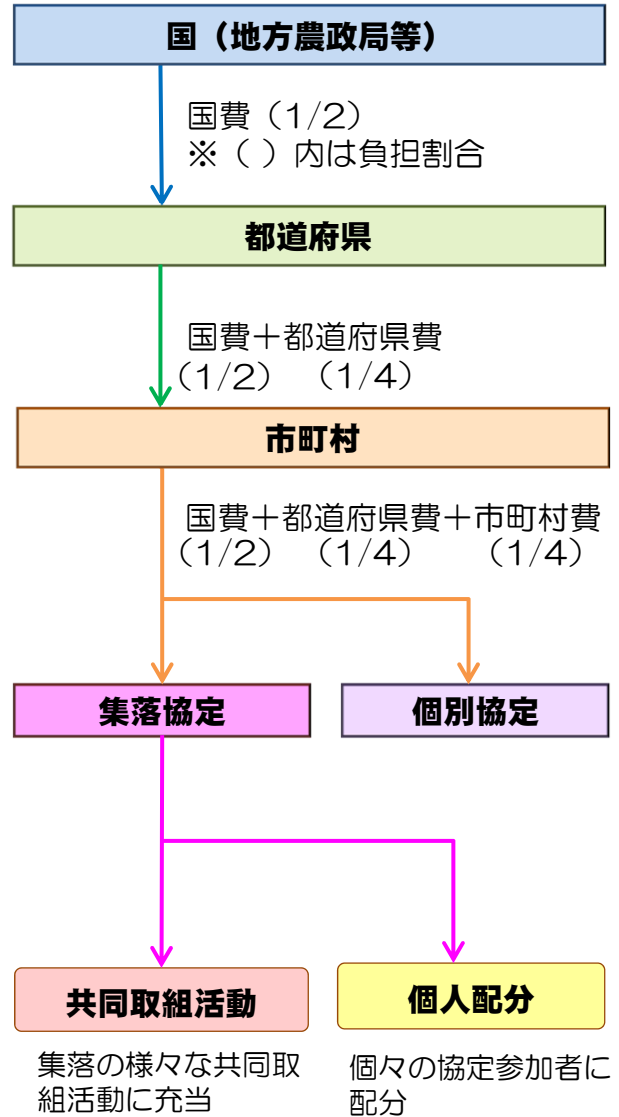 国（地方農政局等）
国費（1/2）
※（ ）内は負担割合
都道府県
国費＋都道府県費
（1/2）　（1/4）
市町村
国費＋都道府県費＋市町村費
（1/2）　（1/4）　　（1/4）
集落協定
個別協定
共同取組活動
個人配分
集落の様々な共同取
組活動に充当
個々の協定参加者に
配分